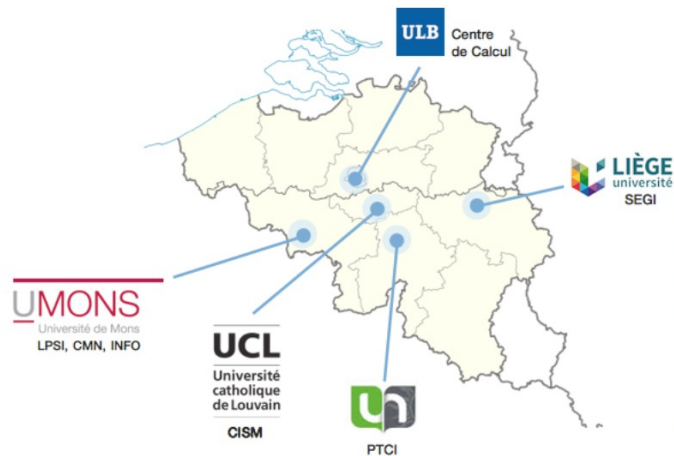 ULB
Centre
de Calcul
LIÈGE
université
SEGI
UMONS
Université de Mons
LPSI, CMN, INFO
UCL
Université
catholique
de Louvain
CISM
un
PTCI